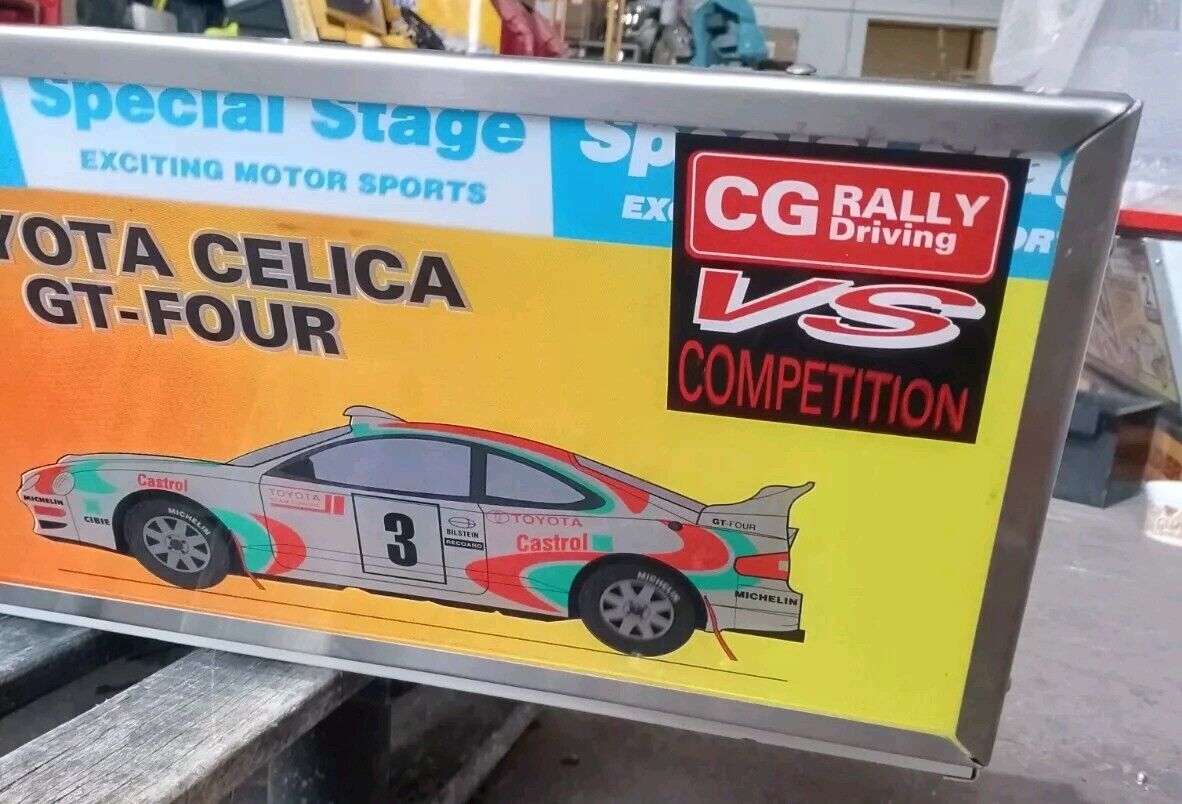 Special Stage
EXCITING MOTOR SPORTS
CG RALLY
Driving
VS
COMPETITION
YOTA CELICA
GT-FOUR
MICHELIN
CIBIE
Castrol
MICHELIN
TOYOTA
3
BILSTEIN
RECARO
TOYOTA
Castrol
GT-FOUR
MICHELIN
MICHELIN